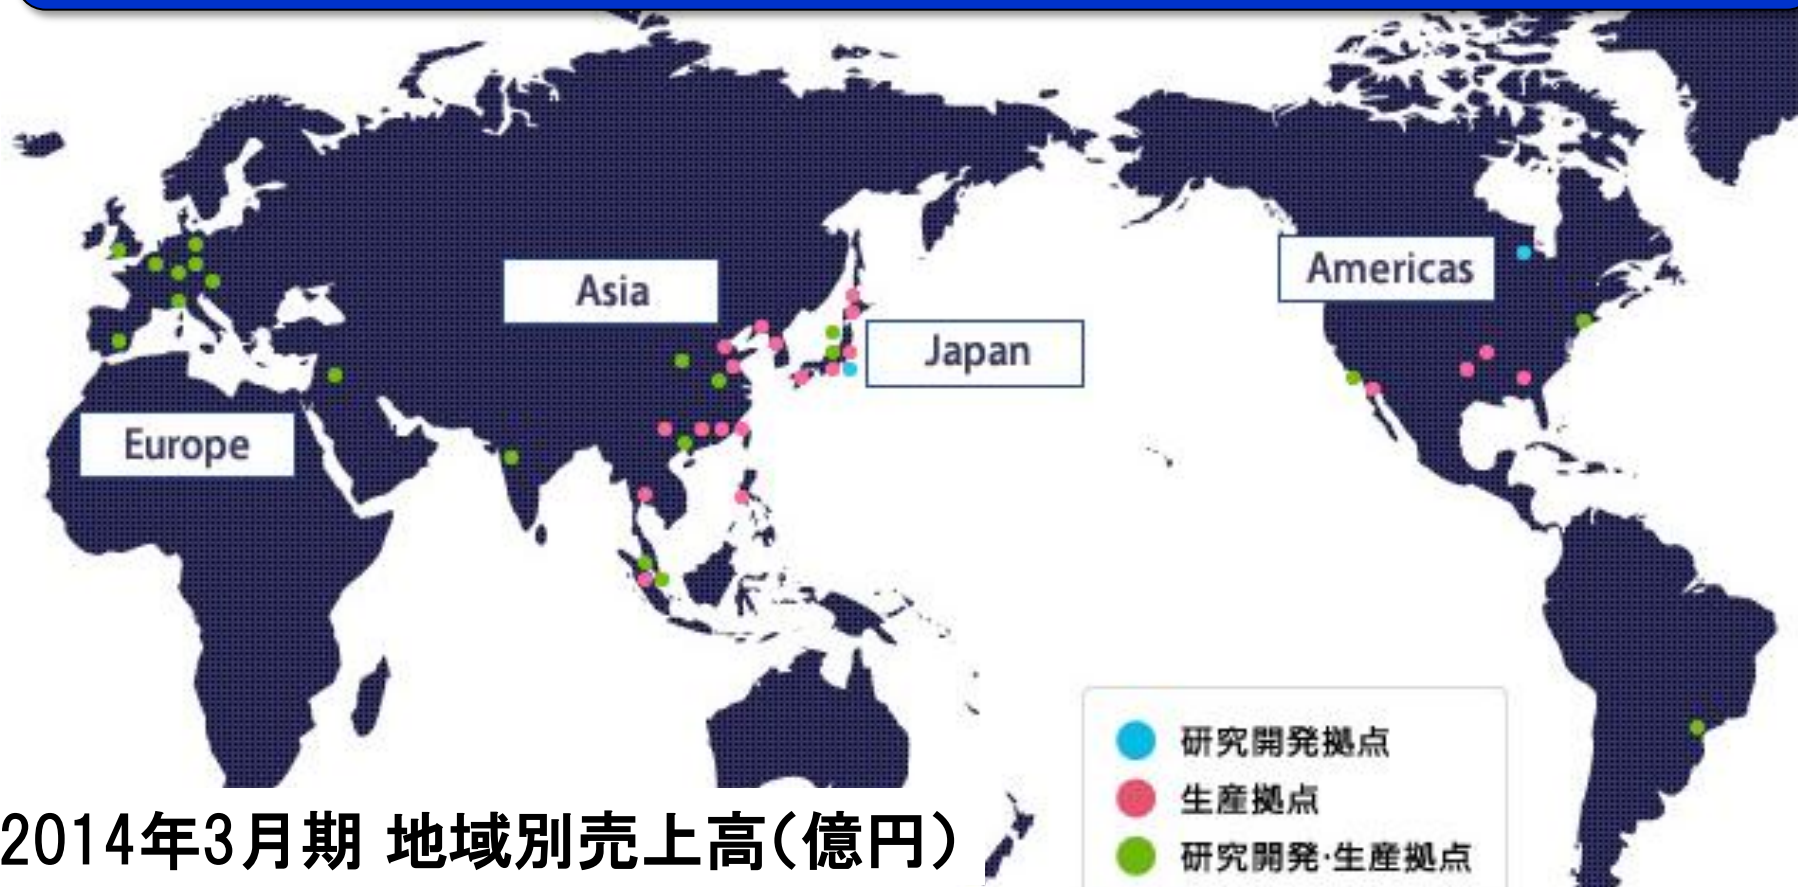 Asia
Americas
Japan
Europe
研究開発拠点
生産拠点
研究開発·生産拠点
2014年3月期 地域別売上高(億円)